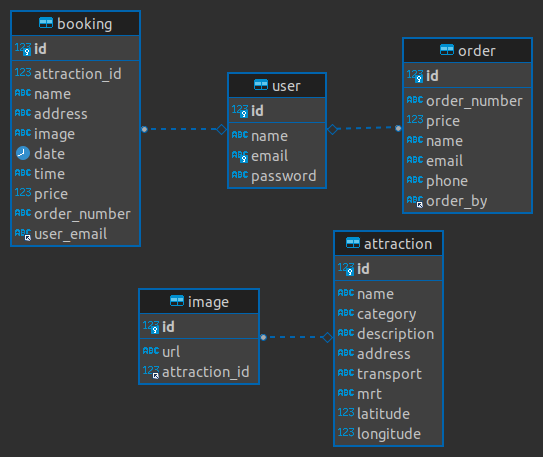 booking
123 id
123 attraction_id
ABC name
ABC address
ABC image
date
ABC time
123 price
ABC order_number
ABC user_email
user
123 id
ABC name
ABC email
ABC password
order
123 id
ABC order_number
123 price
ABC name
ABC email
ABC phone
ABC order_by
image
123 id
ABC url
123 attraction_id
attraction
123 id
ABC name
ABC category
ABC description
ABC address
ABC transport
ABC mrt
123 latitude
123 longitude